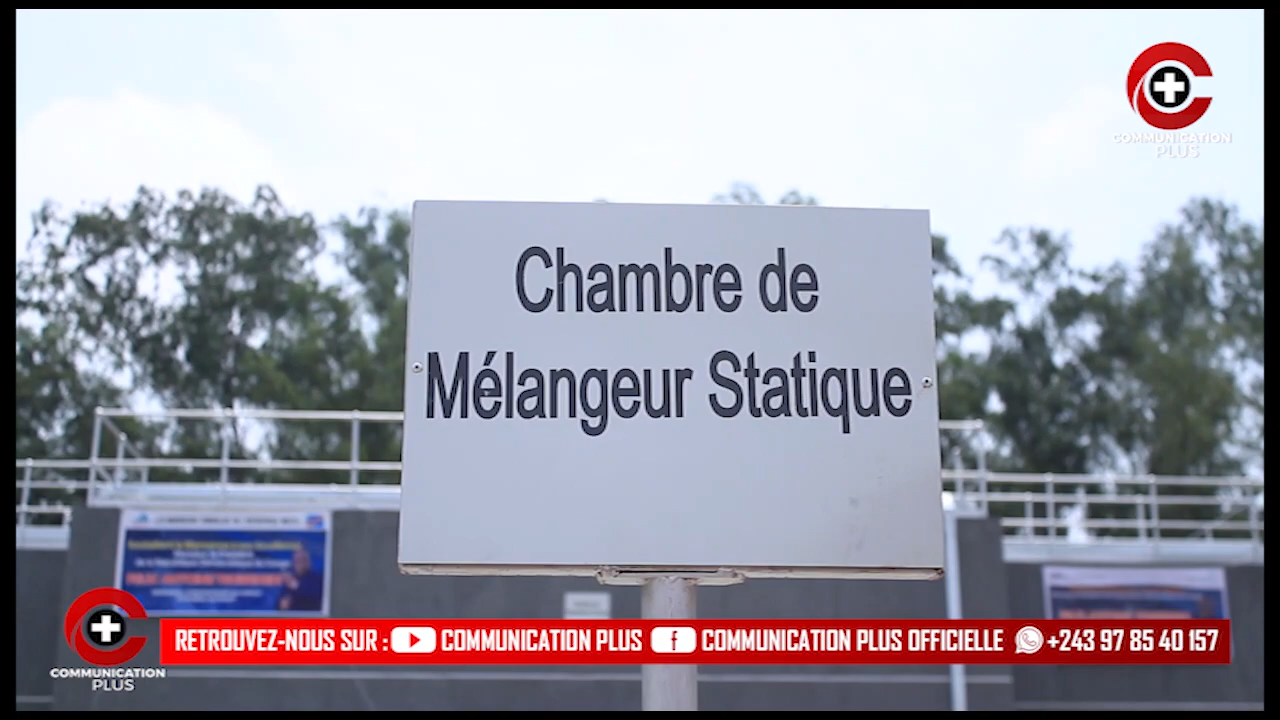 COMMUNICATION
PLUS
Chambre de
Mélangeur Statique
RETROUVEZ-NOUS SUR : COMMUNICATION PLUS COMMUNICATION PLUS OFFICIELLE +243 97 85 40 157
COMMUNICATION
PLUS